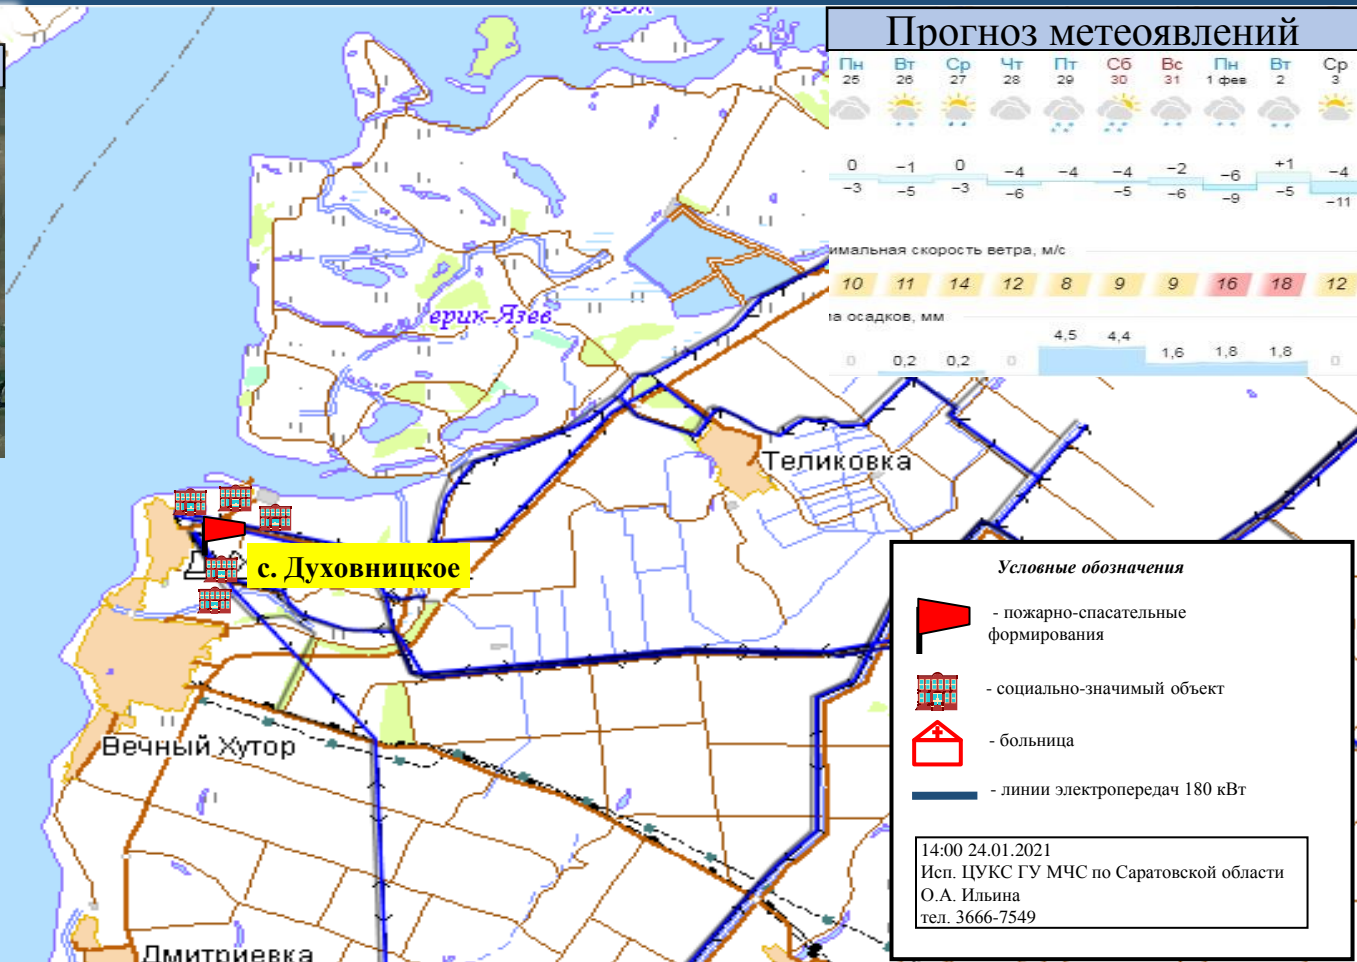 Прогноз метеоявлений
Пн Вт Ср Чт Пт Сб Вс Пн Вт Ср
25 26 27 28 29 30 31 1 фев 2 3
0 −1 0 −4 −4 −4 −2 −6 +1 −4
−3 −5 −3 −6 −5 −6 −9 −5 −11
имальная скорость ветра, м/с
10 11 14 12 8 9 9 16 18 12
а осадков, мм
0 0,2 0,2 0 4,5 4,4 1,6 1,8 1,8 0
ерик Язев
Теликовка
с. Духовницкое
Вечный Хутор
Дмитриевка
Условные обозначения
- пожарно-спасательные
формирования
- социально-значимый объект
- больница
- линии электропередач 180 кВт
14:00 24.01.2021
Исп. ЦУКС ГУ МЧС по Саратовской области
О.А. Ильина
тел. 3666-7549